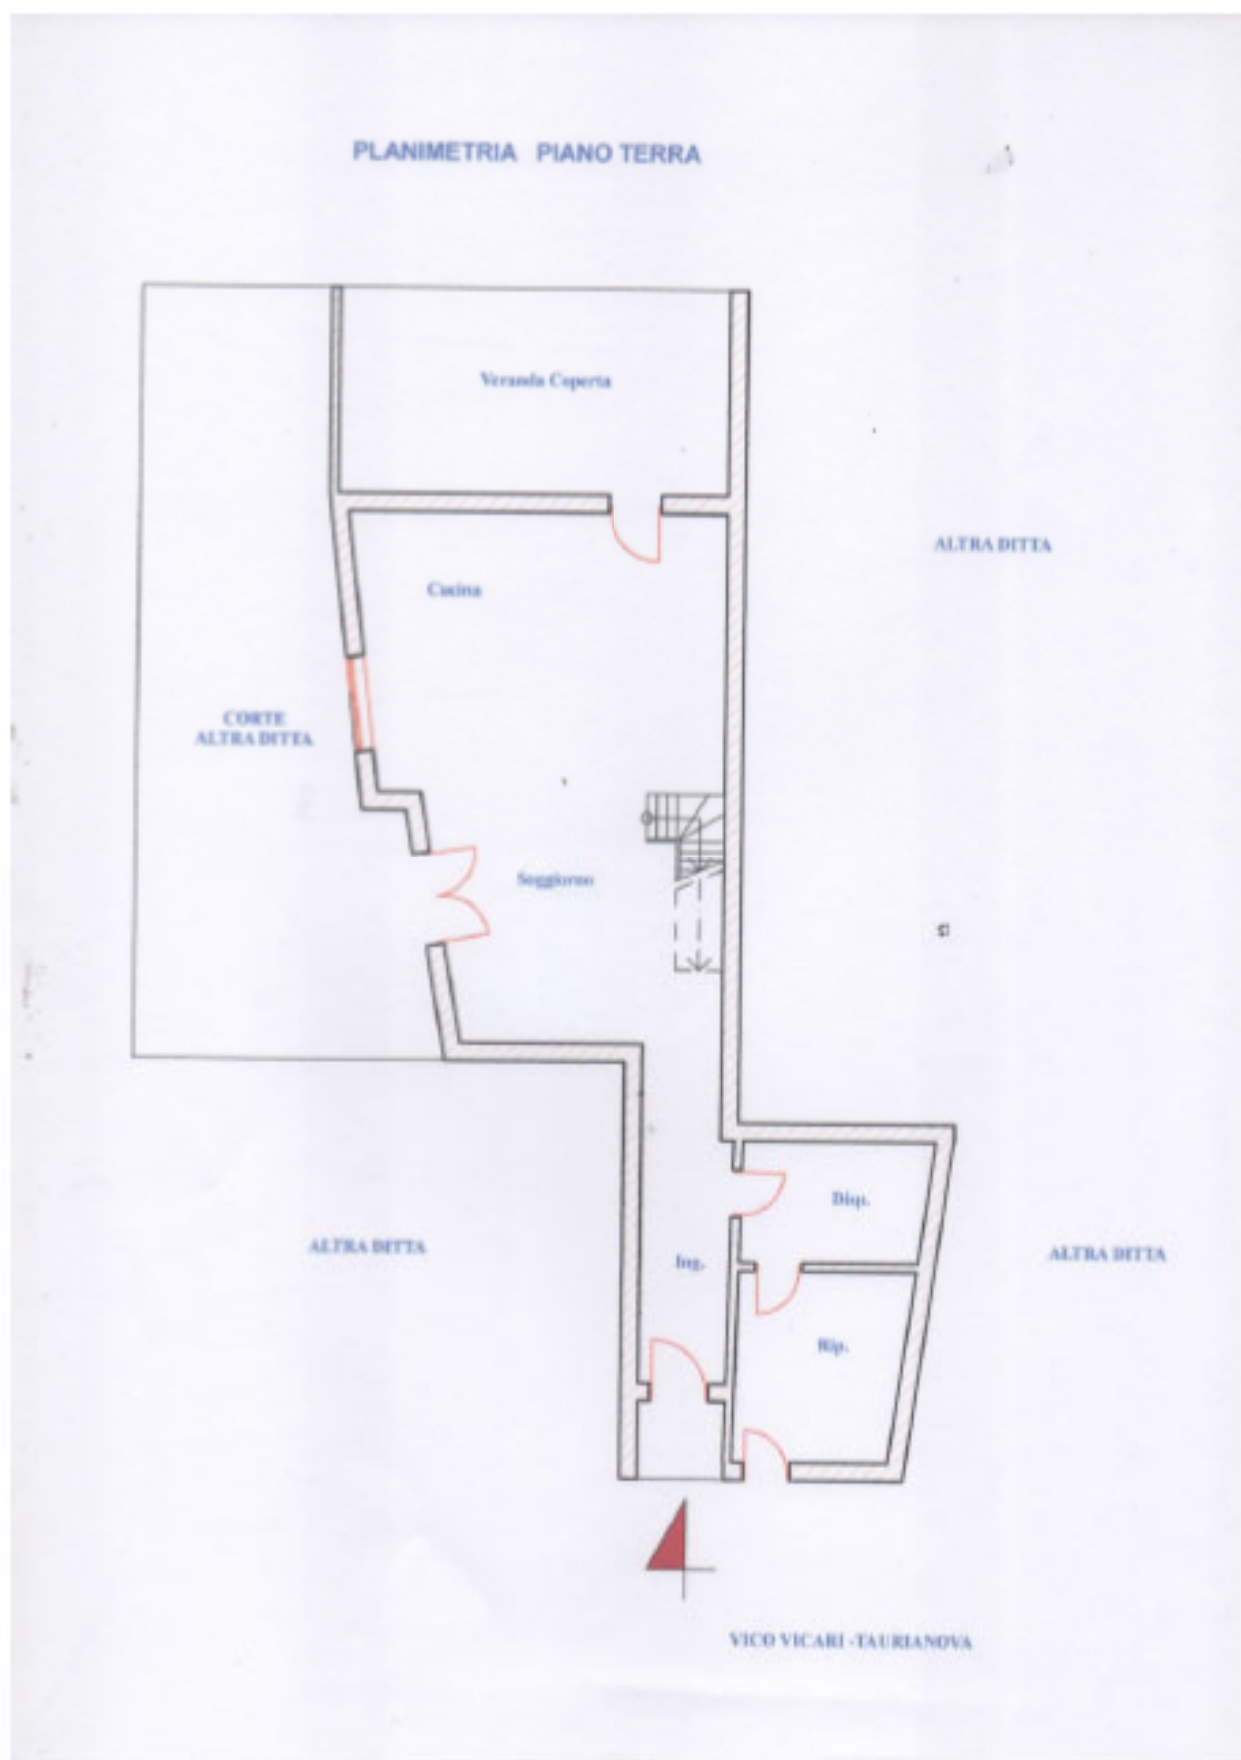 PLANIMETRIA PIANO TERRA
Veranda Coperta
ALTRA DITTA
Cucina
CORTE
ALTRA DITTA
Soggiorno
Disp.
ALTRA DITTA
ALTRA DITTA
Ing.
Rip.
VICO VICARI -TAURIANOVA